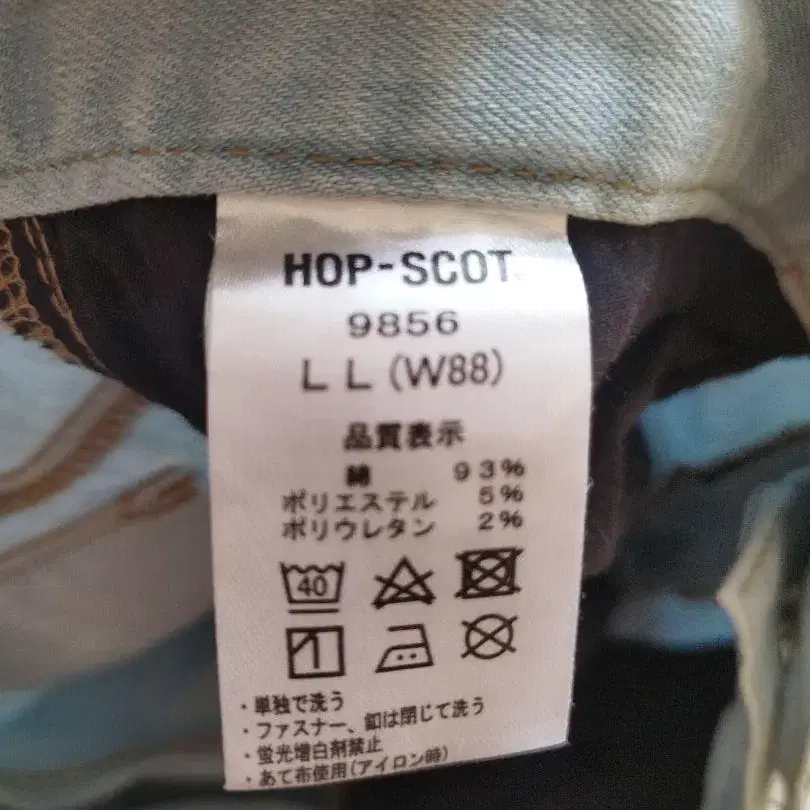 HOP-SCOT
9856
LL (W88)
品質表示
綿 93%
ポリエステル 5%
ポリウレタン 2%
40
・単独で洗う
・ファスナー、釦は閉じて洗う
・蛍光増白剤禁止
・あて布使用(アイロン時)